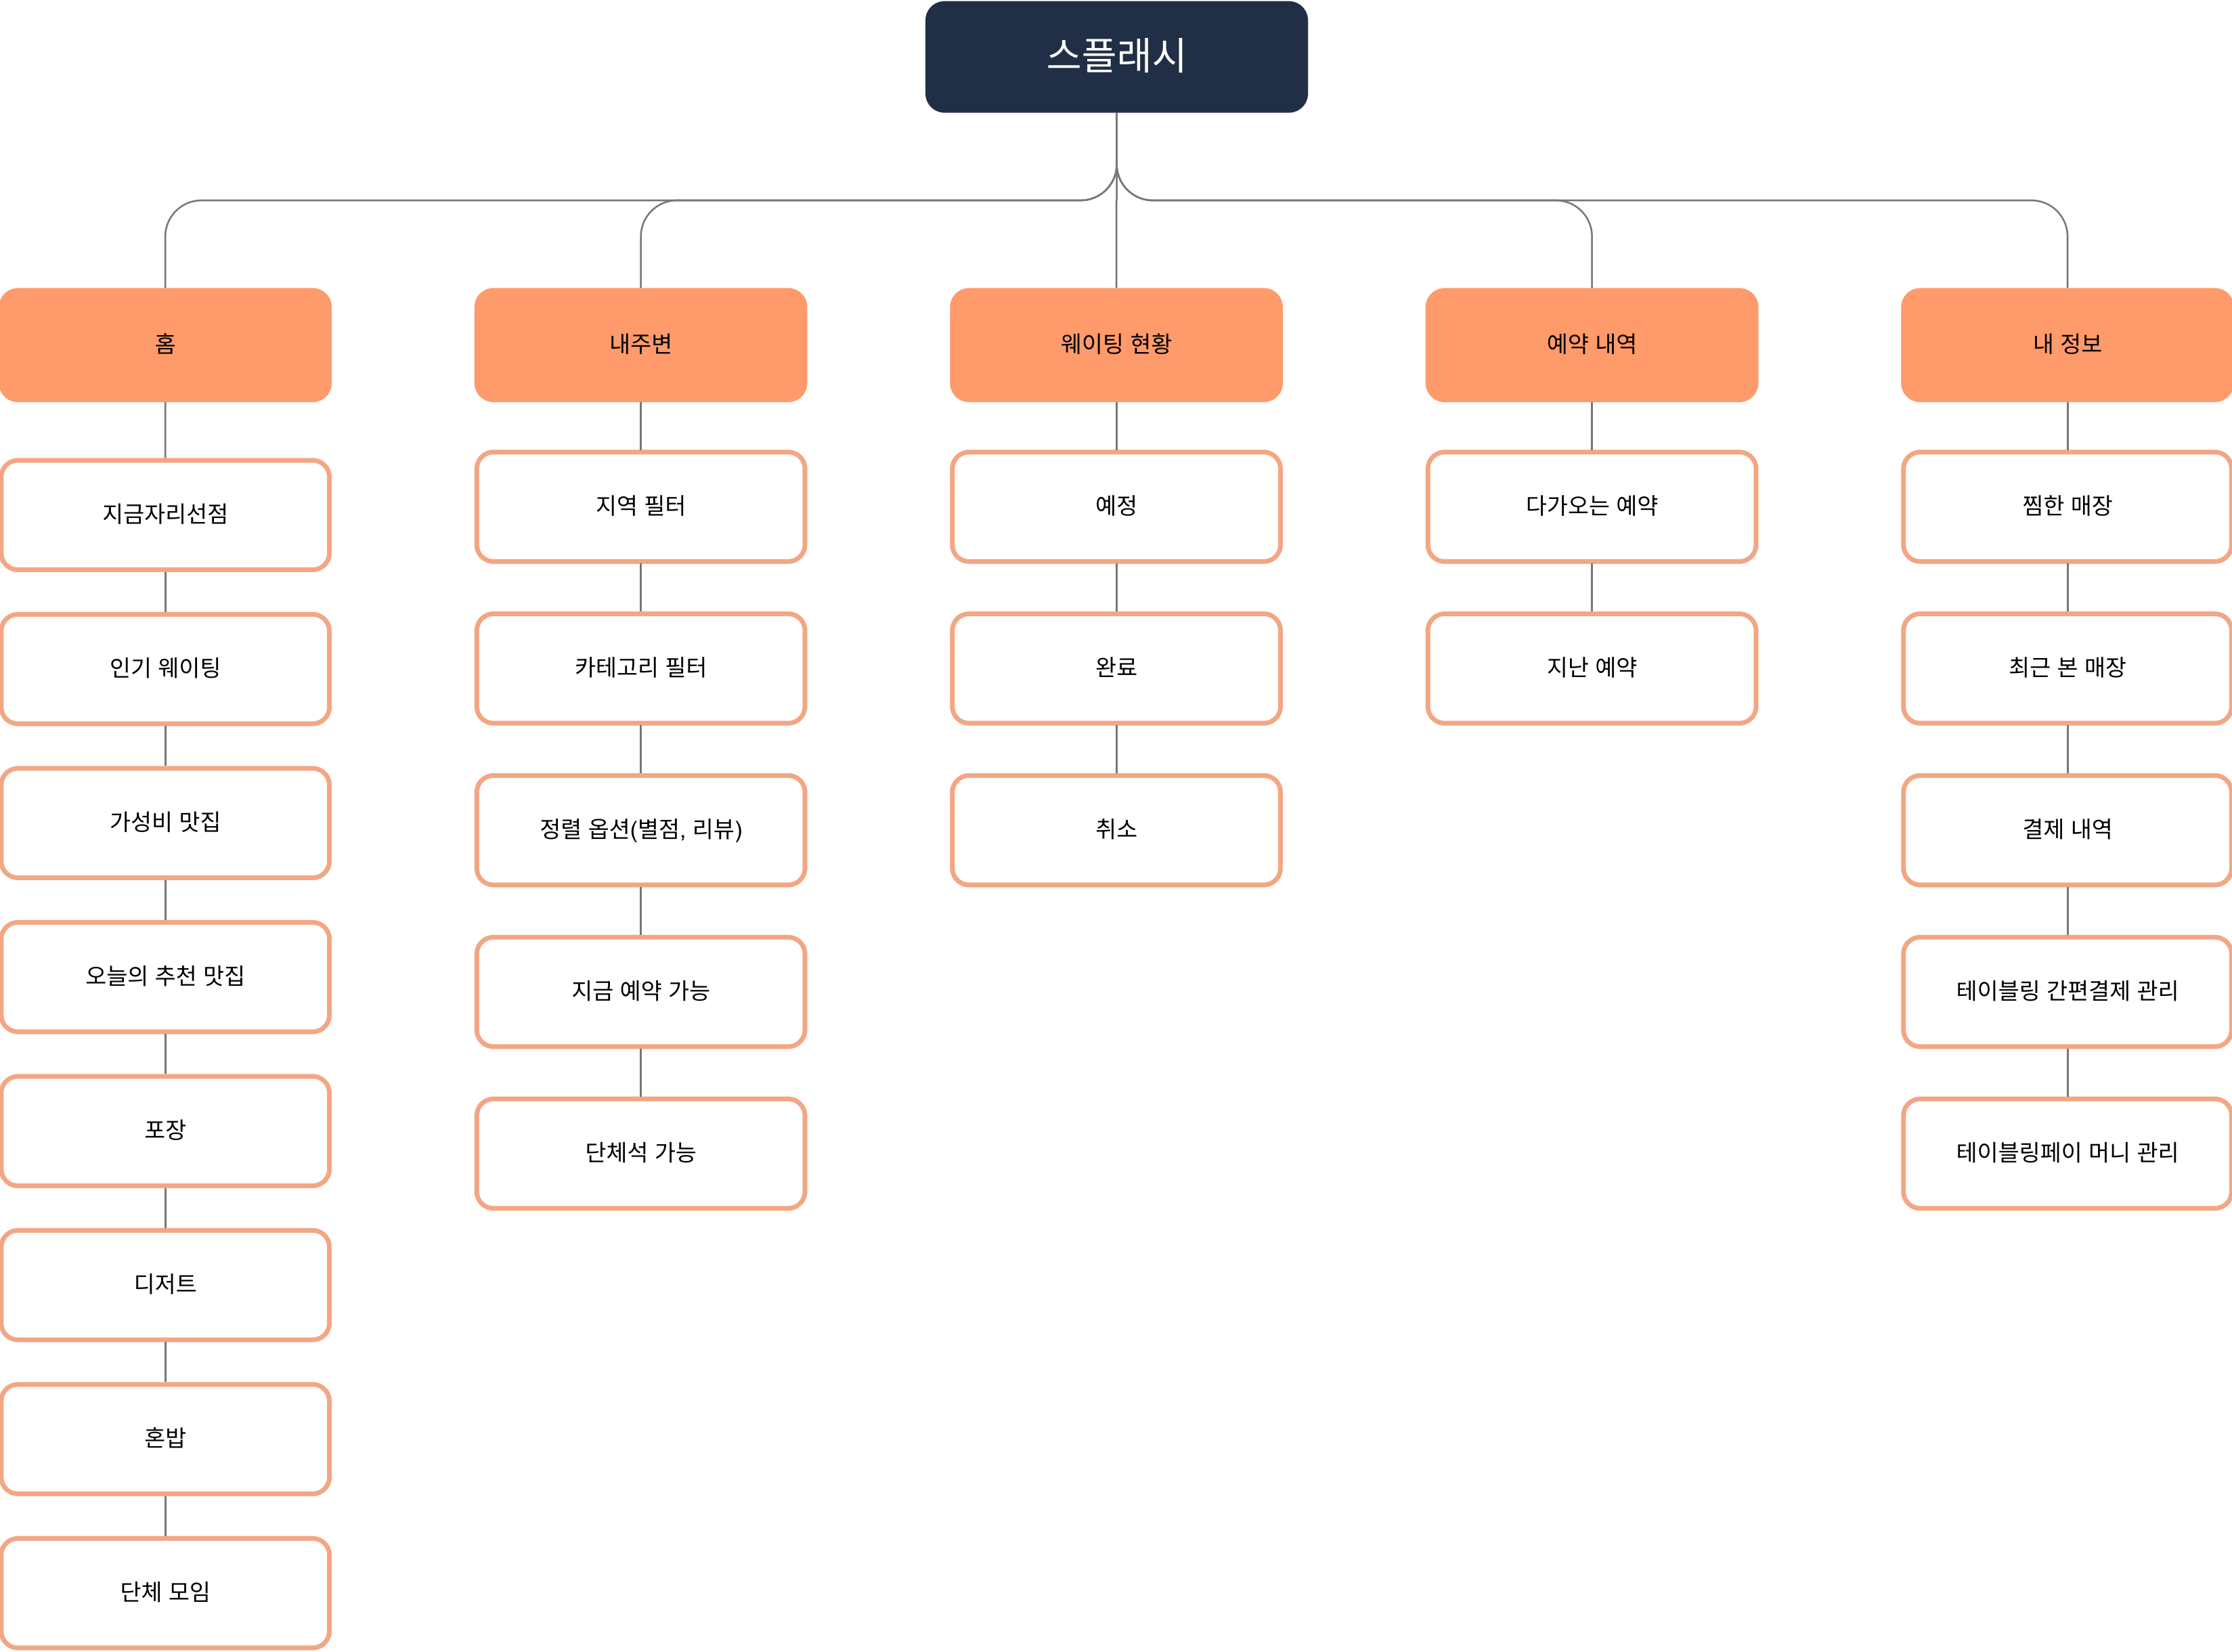 스플래시
홈
내주변
웨이팅 현황
예약 내역
내 정보
지금자리선점
인기 웨이팅
가성비 맛집
오늘의 추천 맛집
포장
디저트
혼밥
단체 모임
지역 필터
카테고리 필터
정렬 옵션(별점, 리뷰)
지금 예약 가능
단체석 가능
예정
완료
취소
다가오는 예약
지난 예약
찜한 매장
최근 본 매장
결제 내역
테이블링 간편결제 관리
테이블링페이 머니 관리